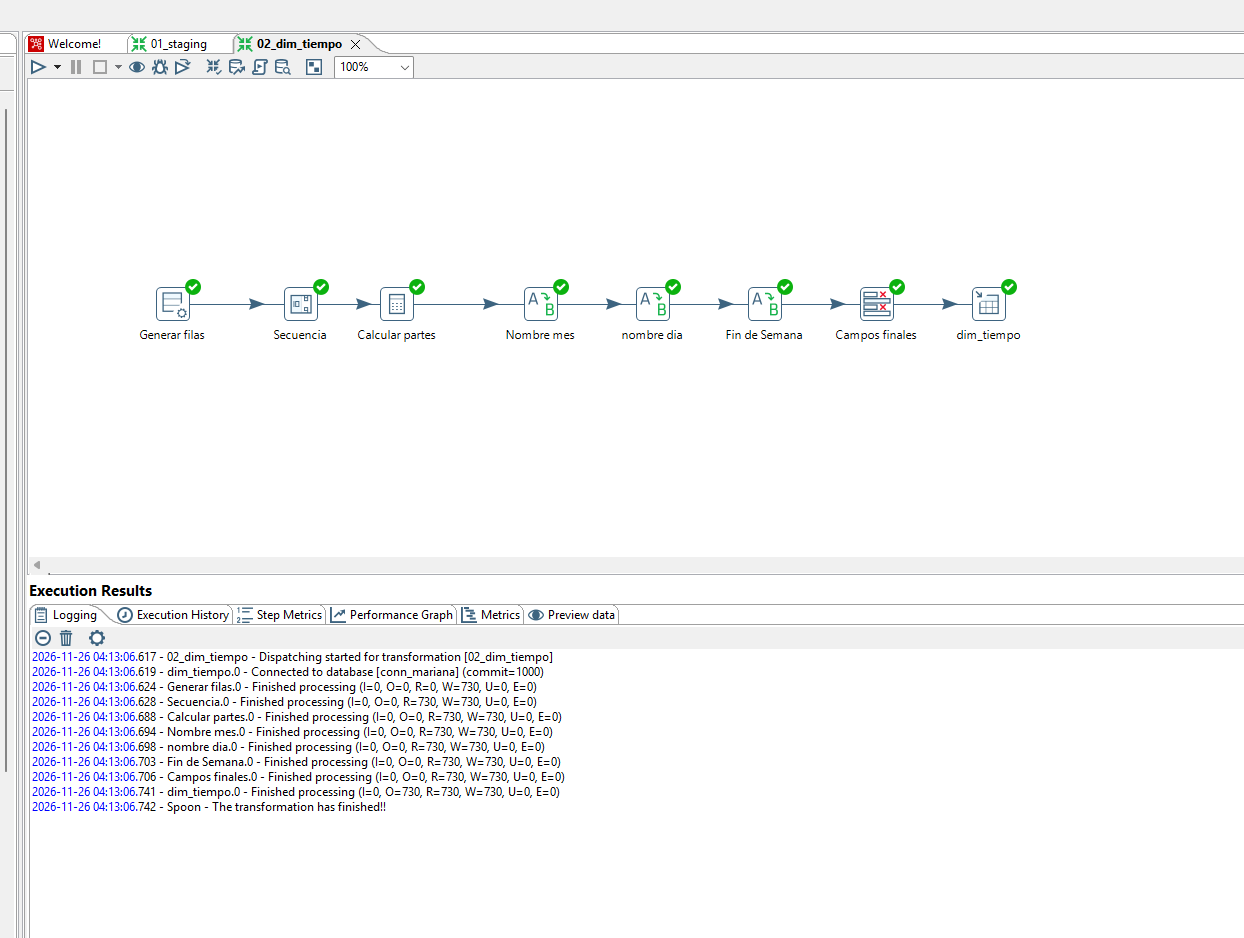 Welcome! 01_staging 02_dim_tiempo
100%
Generar filas Secuencia Calcular partes Nombre mes nombre dia Fin de Semana Campos finales dim_tiempo
Execution Results
Logging Execution History Step Metrics Performance Graph Metrics Preview data
2026-11-26 04:13:06.617 - 02_dim_tiempo - Dispatching started for transformation [02_dim_tiempo]
2026-11-26 04:13:06.619 - dim_tiempo.0 - Connected to database [conn_mariana] (commit=1000)
2026-11-26 04:13:06.624 - Generar filas.0 - Finished processing (I=0, O=0, R=0, W=730, U=0, E=0)
2026-11-26 04:13:06.628 - Secuencia.0 - Finished processing (I=0, O=0, R=730, W=730, U=0, E=0)
2026-11-26 04:13:06.688 - Calcular partes.0 - Finished processing (I=0, O=0, R=730, W=730, U=0, E=0)
2026-11-26 04:13:06.694 - Nombre mes.0 - Finished processing (I=0, O=0, R=730, W=730, U=0, E=0)
2026-11-26 04:13:06.698 - nombre dia.0 - Finished processing (I=0, O=0, R=730, W=730, U=0, E=0)
2026-11-26 04:13:06.703 - Fin de Semana.0 - Finished processing (I=0, O=0, R=730, W=730, U=0, E=0)
2026-11-26 04:13:06.706 - Campos finales.0 - Finished processing (I=0, O=0, R=730, W=730, U=0, E=0)
2026-11-26 04:13:06.741 - dim_tiempo.0 - Finished processing (I=0, O=730, R=730, W=730, U=0, E=0)
2026-11-26 04:13:06.742 - Spoon - The transformation has finished!!